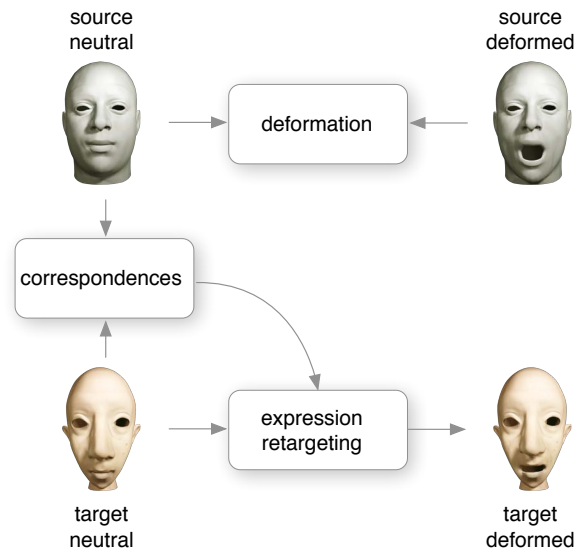 source
neutral
source
deformed
deformation
correspondences
expression
retargeting
target
neutral
target
deformed